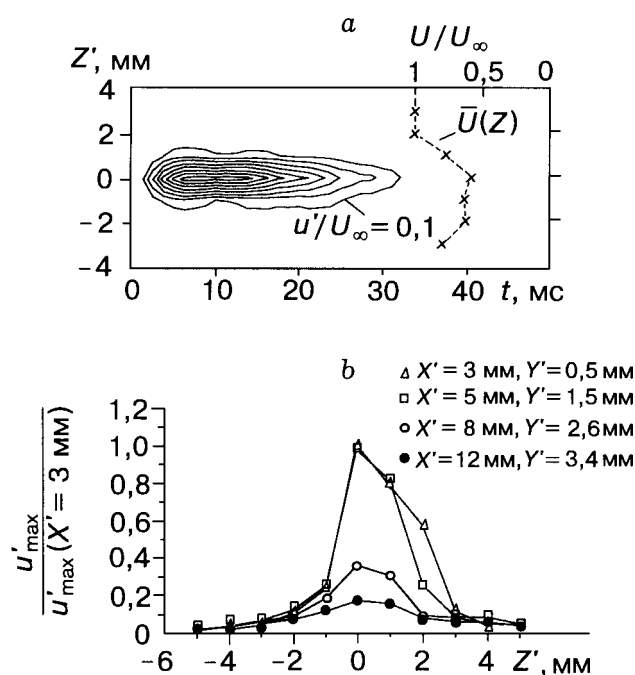 a
U/U∞
Z', мм
1 0,5 0
4
2
0
-2
-4
Ū(Z)
u'/U∞=0,1
10 20 30 40 t, мс
b
X' = 3 мм, Y' = 0,5 мм
X' = 5 мм, Y' = 1,5 мм
X' = 8 мм, Y' = 2,6 мм
X' = 12 мм, Y' = 3,4 мм
u'max
u'max(X' = 3 мм)
1,2
1,0
0,8
0,6
0,4
0,2
0
-6 -4 -2 0 2 4 Z', мм